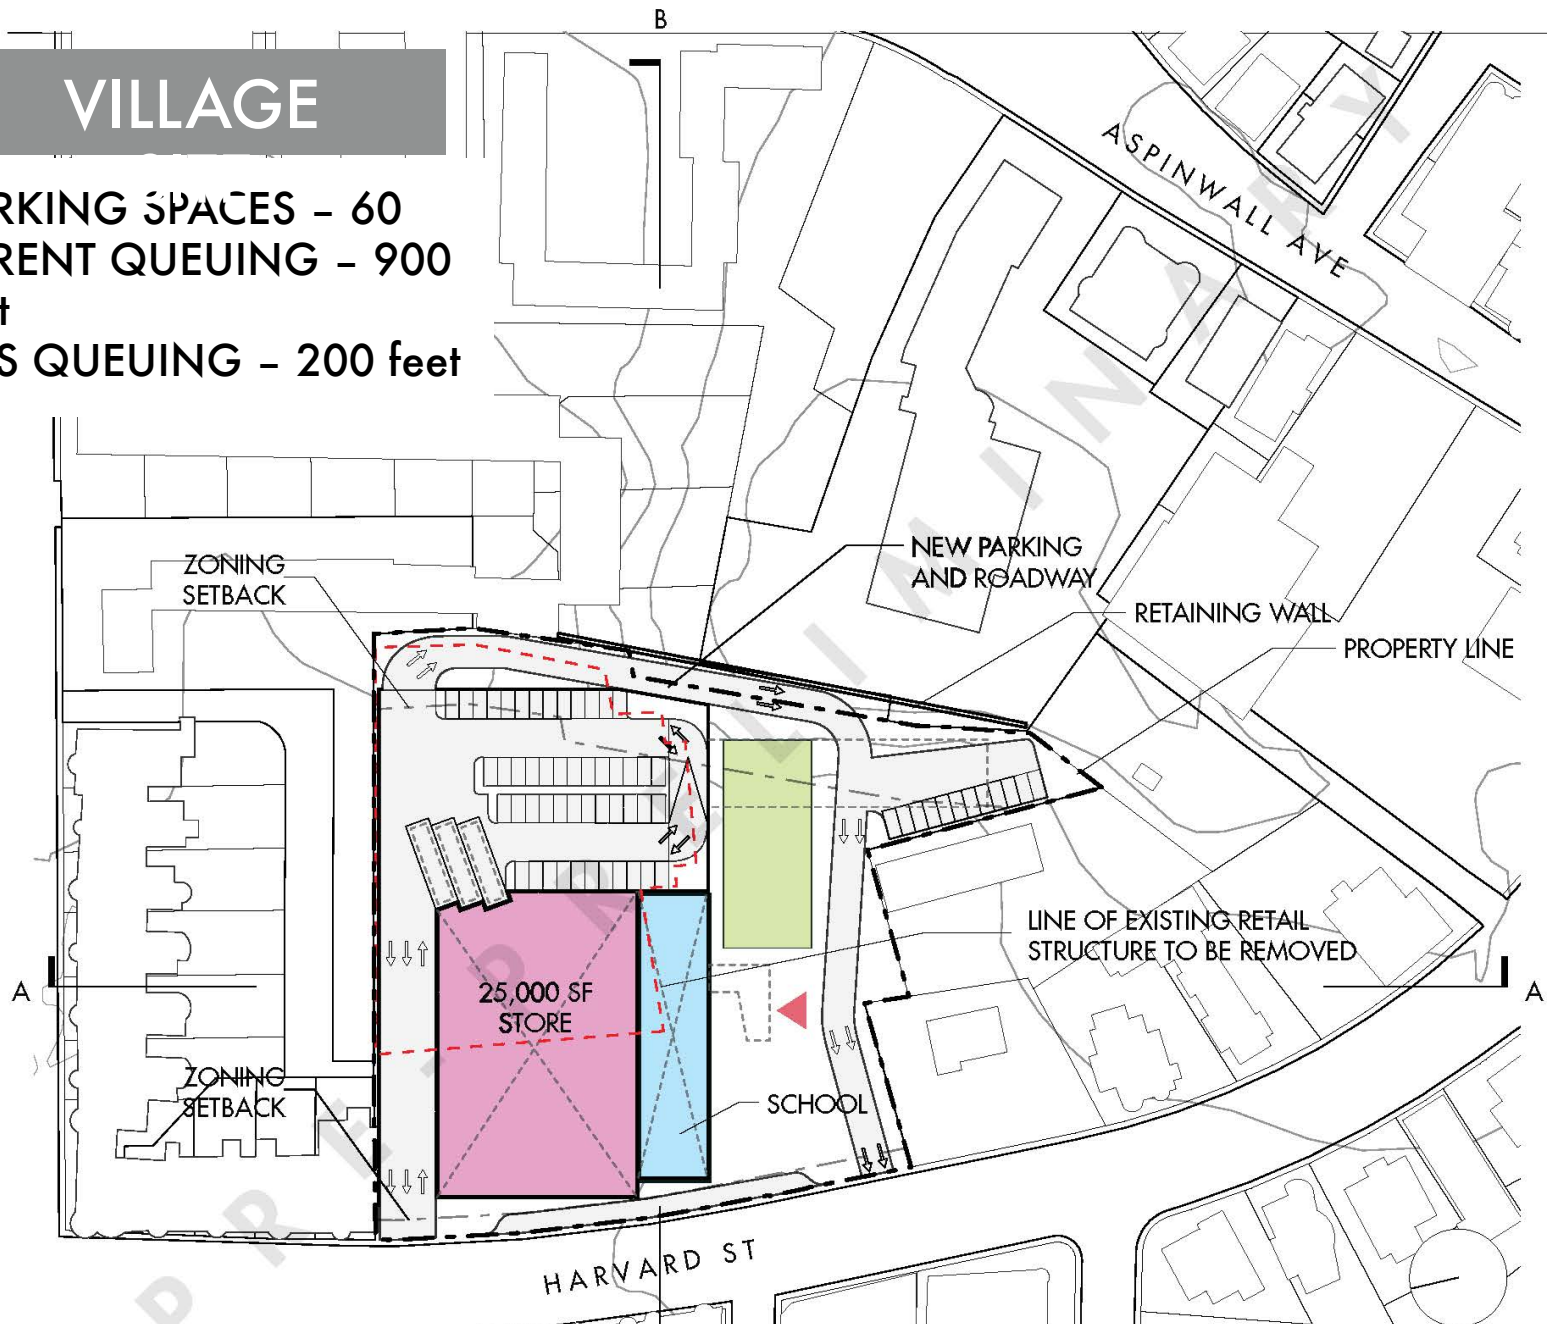 B
VILLAGE
RKING SPACES – 60
RENT QUEUING – 900
t
S QUEUING – 200 feet
ASPINWALL AVE
ZONING
SETBACK
NEW PARKING
AND ROADWAY
RETAINING WALL
PROPERTY LINE
LINE OF EXISTING RETAIL
STRUCTURE TO BE REMOVED
A
A
25,000 SF
STORE
ZONING
SETBACK
SCHOOL
HARVARD ST
PRELIMINARY